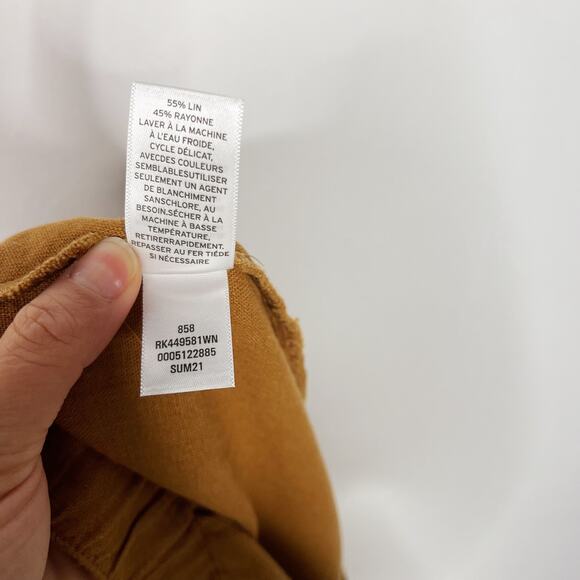 55% LIN
45% RAYONNE
LAVER À LA MACHINE
À L'EAU FROIDE,
CYCLE DÉLICAT,
AVECDES COULEURS
SEMBLABLESUTILISER
SEULEMENT UN AGENT
DE BLANCHIMENT
SANSCHLORE, AU
BESOIN.SÉCHER À LA
MACHINE À BASSE
TEMPÉRATURE,
RETIRERRAPIDEMENT.
REPASSER AU FER TIÉDE
SI NÉCESSAIRE
858
RK449581WN
0005122885
SUM21